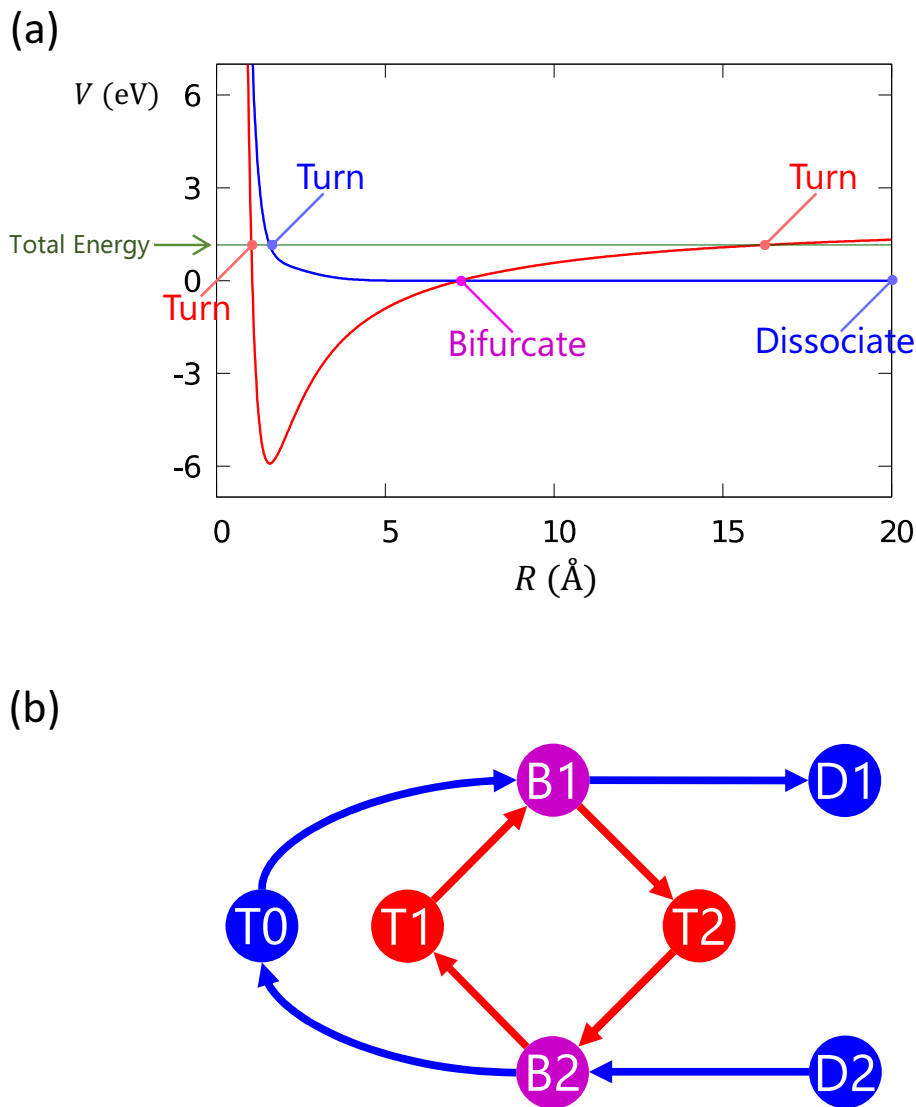 (a)
V (eV)
6
3
0
-3
-6
Turn
Turn
Total Energy
Turn
Bifurcate
Dissociate
0
5
10
15
20
R (Å)
(b)
B1
D1
T0
T1
T2
B2
D2